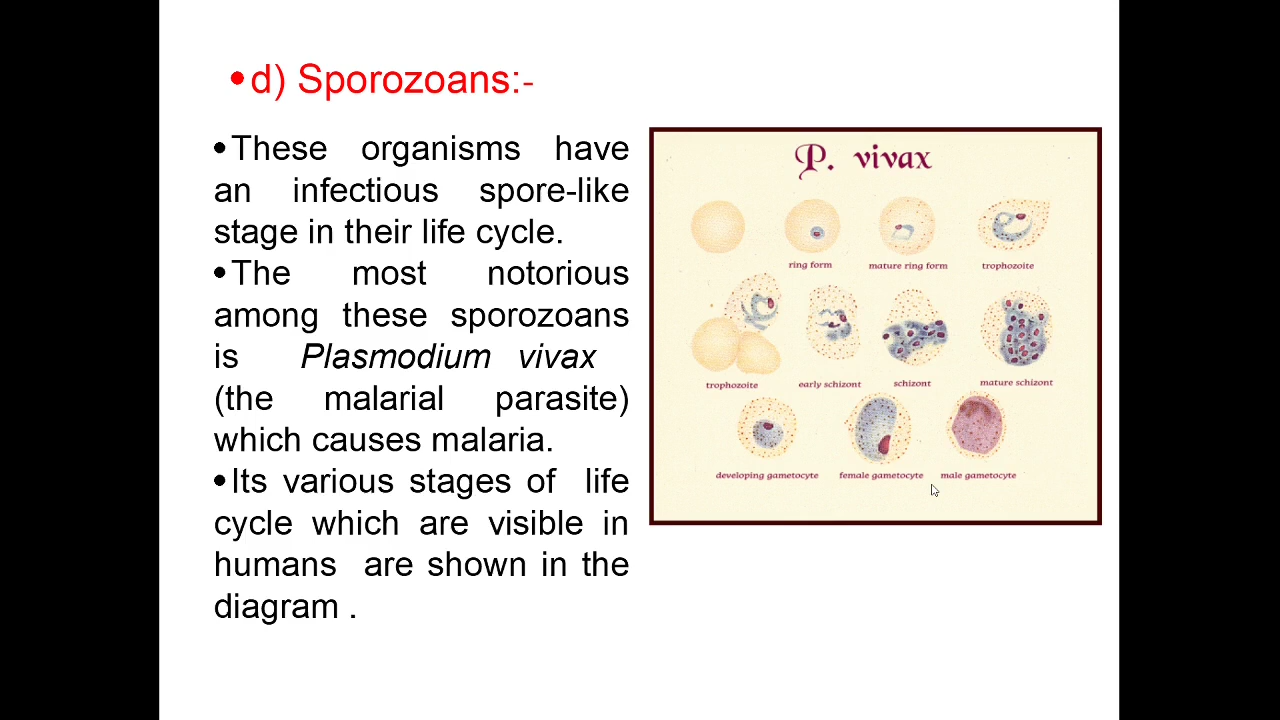 •d) Sporozoans:-
•These organisms have
an infectious spore-like
stage in their life cycle.
•The most notorious
among these sporozoans
is Plasmodium vivax
(the malarial parasite)
which causes malaria.
•Its various stages of life
cycle which are visible in
humans are shown in the
diagram .
P. vivax
ring form
mature ring form
trophozoite
trophozoite
early schizont
schizont
mature schizont
developing gametocyte
female gametocyte
male gametocyte